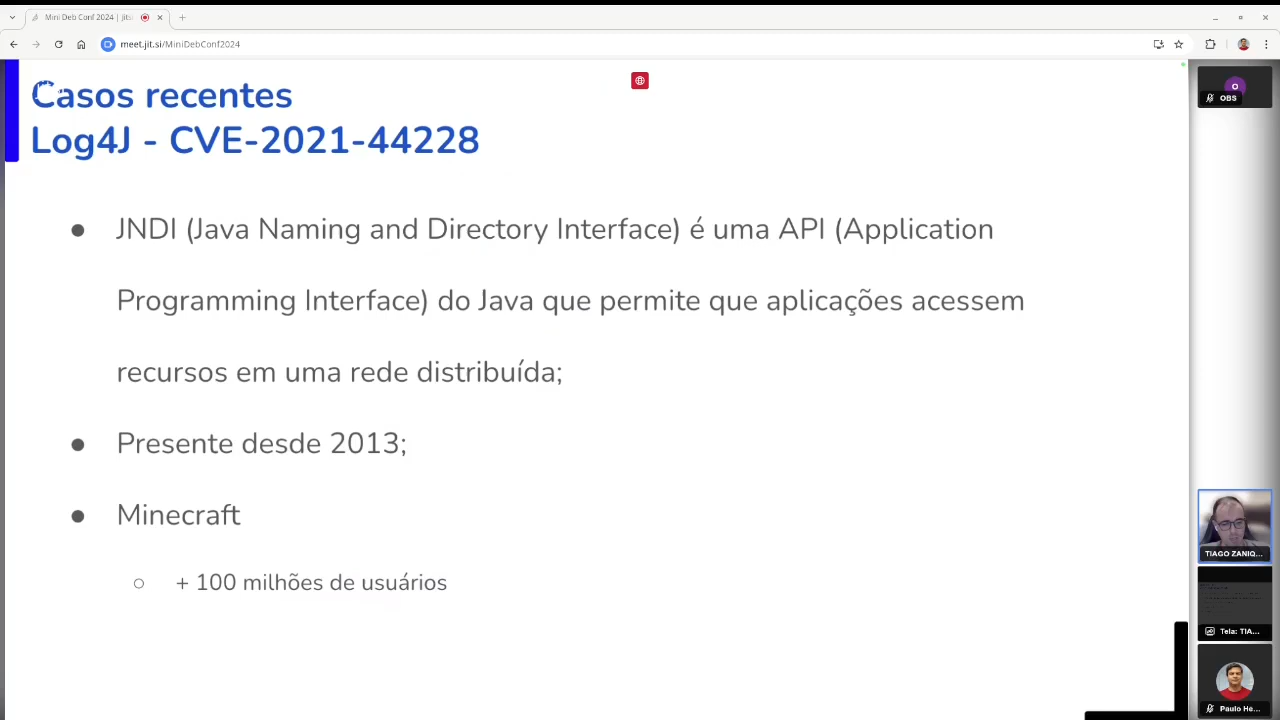 Mini Deb Conf 2024 | Jits
meet.jit.si/MiniDebConf2024
Casos recentes
Log4J - CVE-2021-44228
● JNDI (Java Naming and Directory Interface) é uma API (Application
Programming Interface) do Java que permite que aplicações acessem
recursos em uma rede distribuída;
● Presente desde 2013;
● Minecraft
○ + 100 milhões de usuários
O
OBS
TIAGO ZANIQ...
Tela: TIA...
Paulo He...